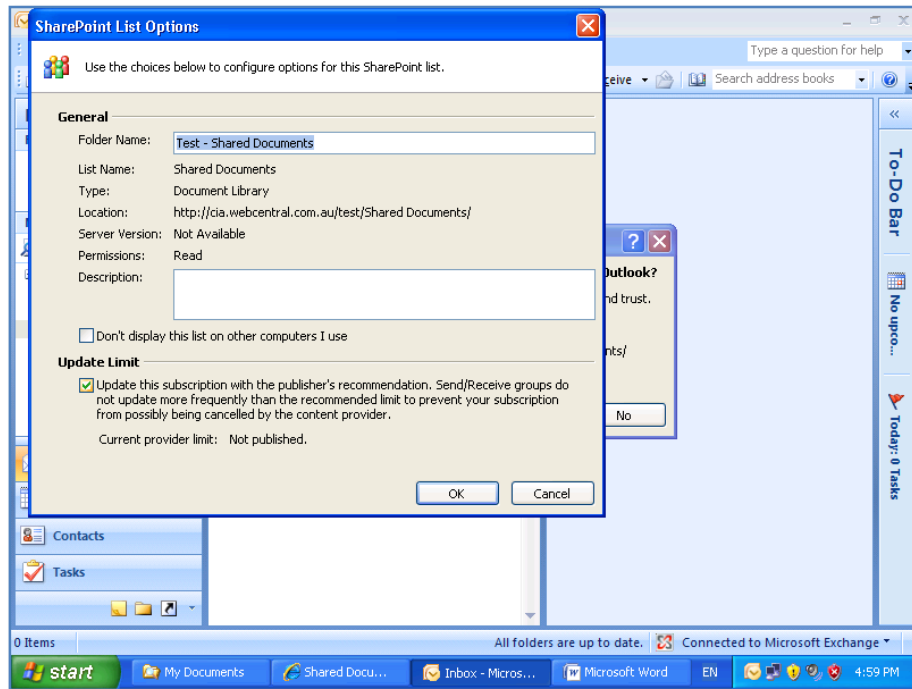 SharePoint List Options
Use the choices below to configure options for this SharePoint list.
General
Folder Name: Test - Shared Documents
List Name: Shared Documents
Type: Document Library
Location: http://cia.webcentral.com.au/test/Shared Documents/
Server Version: Not Available
Permissions: Read
Description:
Don't display this list on other computers I use
Update Limit
Update this subscription with the publisher's recommendation. Send/Receive groups do
not update more frequently than the recommended limit to prevent your subscription
from possibly being cancelled by the content provider.
Current provider limit: Not published.
OK Cancel
Type a question for help
Search address books
Outlook?
nd trust.
nts/
No
To-Do Bar
No upco...
Today: 0 Tasks
Contacts
Tasks
0 Items All folders are up to date. Connected to Microsoft Exchange
start My Documents Shared Docu... Inbox - Micros... Microsoft Word EN 4:59 PM